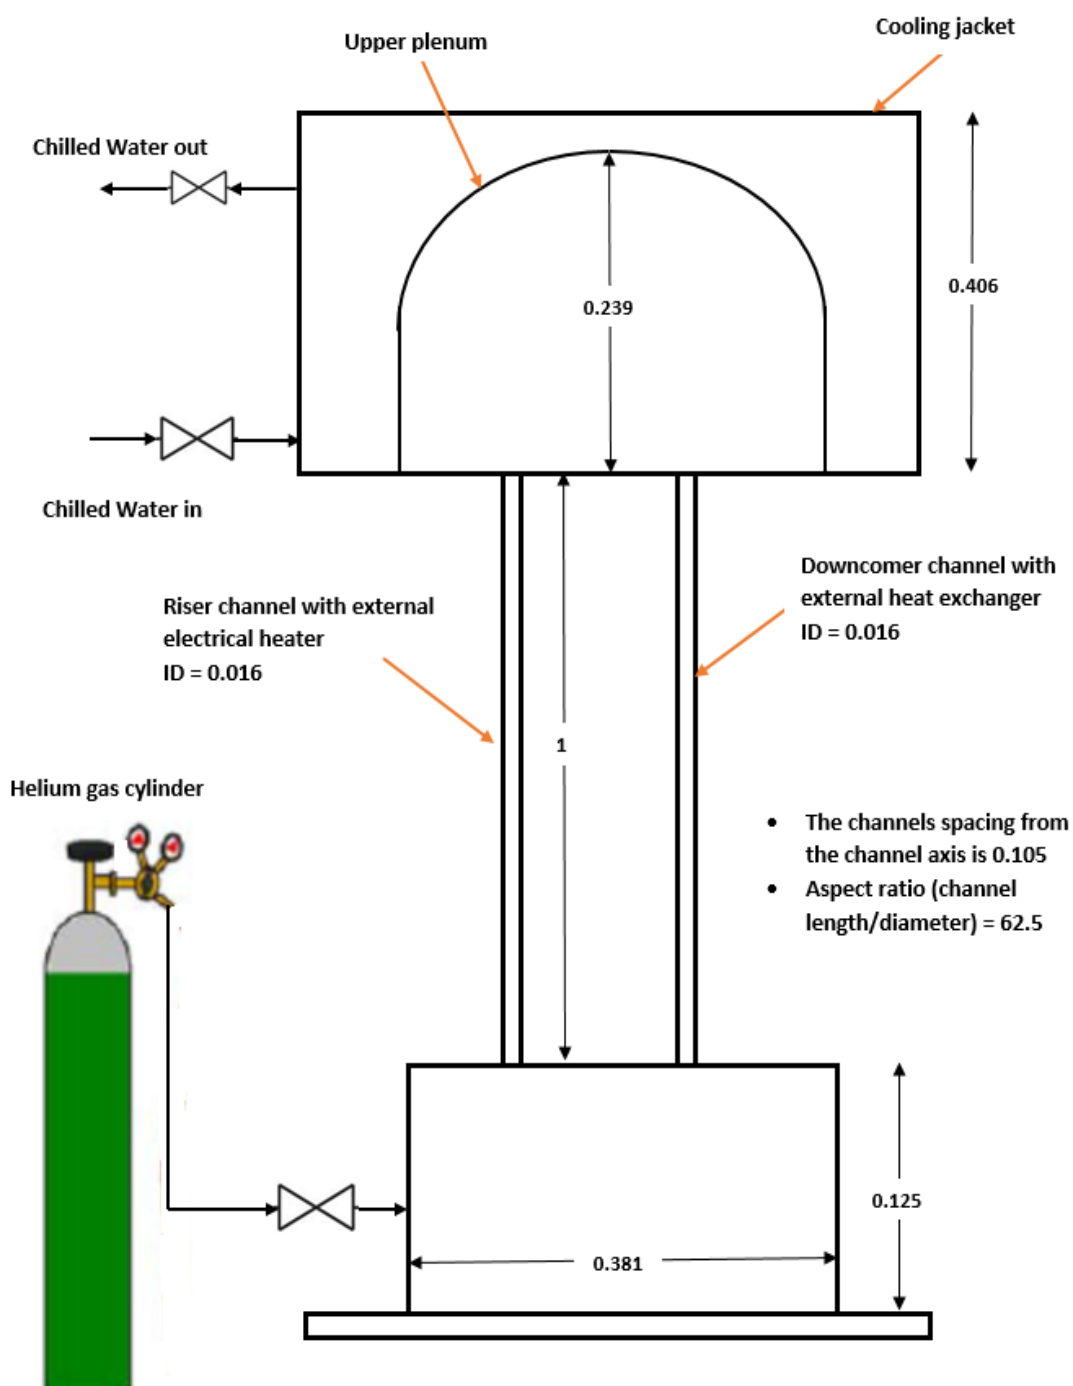 Cooling jacket
Upper plenum
Chilled Water out
0.406
0.239
Chilled Water in
Downcomer channel with
external heat exchanger
ID = 0.016
Riser channel with external
electrical heater
ID = 0.016
1
Helium gas cylinder
• The channels spacing from
the channel axis is 0.105
• Aspect ratio (channel
length/diameter) = 62.5
0.125
0.381